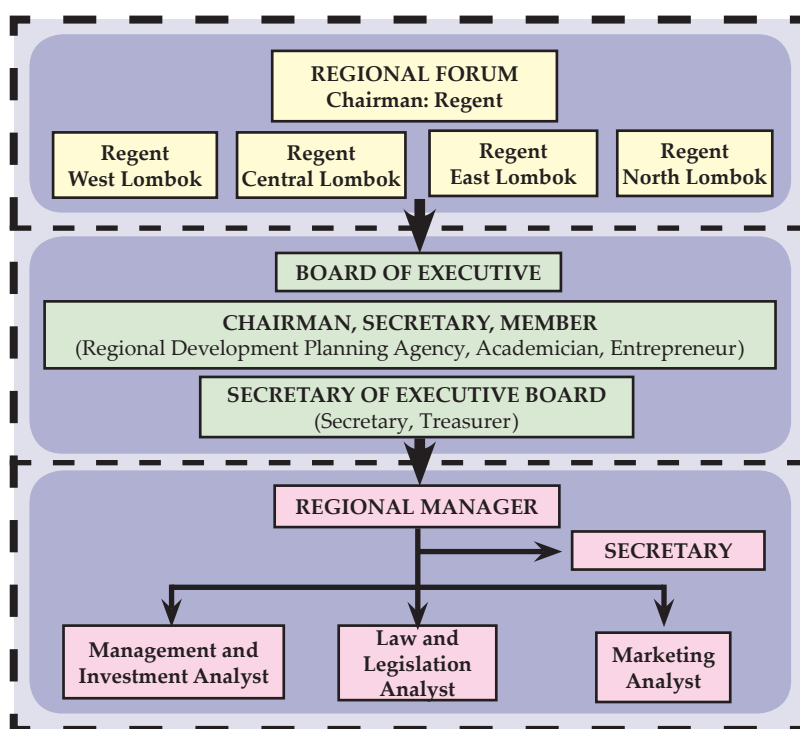 REGIONAL FORUM
Chairman: Regent
Regent
West Lombok
Regent
Central Lombok
Regent
East Lombok
Regent
North Lombok
BOARD OF EXECUTIVE
CHAIRMAN, SECRETARY, MEMBER
(Regional Development Planning Agency, Academician, Entrepreneur)
SECRETARY OF EXECUTIVE BOARD
(Secretary, Treasurer)
REGIONAL MANAGER
SECRETARY
Management and
Investment Analyst
Law and
Legislation
Analyst
Marketing
Analyst